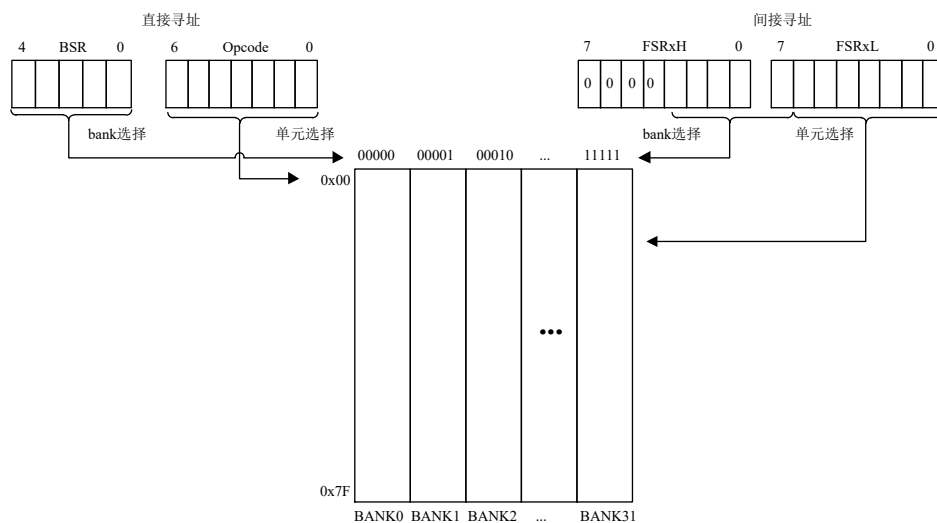 直接寻址 间接寻址
4 BSR 0 6 Opcode 0 7 FSRxH 0 7 FSRxL 0
0 0 0 0
bank选择 单元选择 bank选择 单元选择
00000 00001 00010 ... 11111
0x00
...
0x7F
BANK0 BANK1 BANK2 ... BANK31